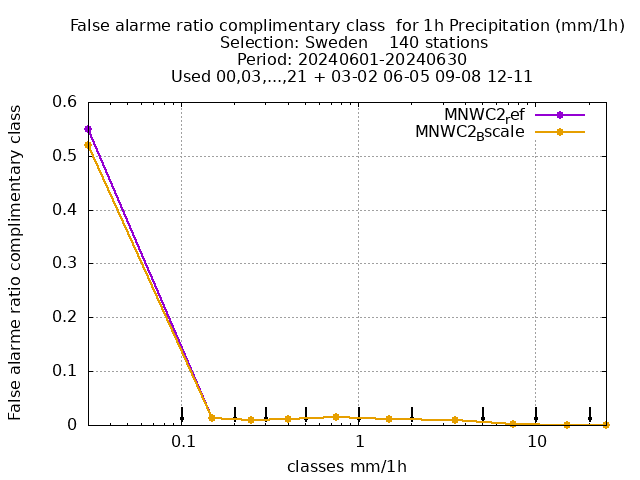 False alarme ratio complimentary class  for 1h Precipitation (mm/1h)
Selection: Sweden    140 stations
Period: 20240601-20240630
Used 00,03,...,21 + 03-02 06-05 09-08 12-11
MNWC2ref
MNWC2Bscale
0.6
0.5
0.4
0.3
0.2
0.1
0
False alarme ratio complimentary class
0.1 1 10
classes mm/1h